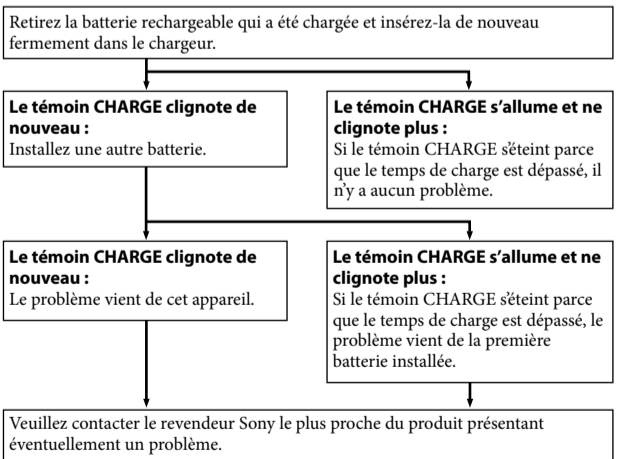 Retirez la batterie rechargeable qui a été chargée et insérez-la de nouveau
fermement dans le chargeur.
Le témoin CHARGE clignote de
nouveau :
Installez une autre batterie.
Le témoin CHARGE s'allume et ne
clignote plus :
Si le témoin CHARGE s'éteint parce
que le temps de charge est dépassé, il
n'y a aucun problème.
Le témoin CHARGE clignote de
nouveau :
Le problème vient de cet appareil.
Le témoin CHARGE s'allume et ne
clignote plus :
Si le témoin CHARGE s'éteint parce
que le temps de charge est dépassé, le
problème vient de la première
batterie installée.
Veuillez contacter le revendeur Sony le plus proche du produit présentant
éventuellement un problème.